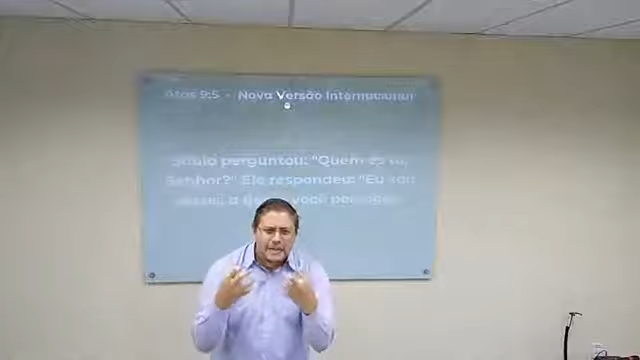 Atos 9:5 - Nova Versão Internacional
Saulo perguntou: "Quem és tu,
Senhor?" Ele respondeu: "Eu sou
Jesus, a quem você persegue.